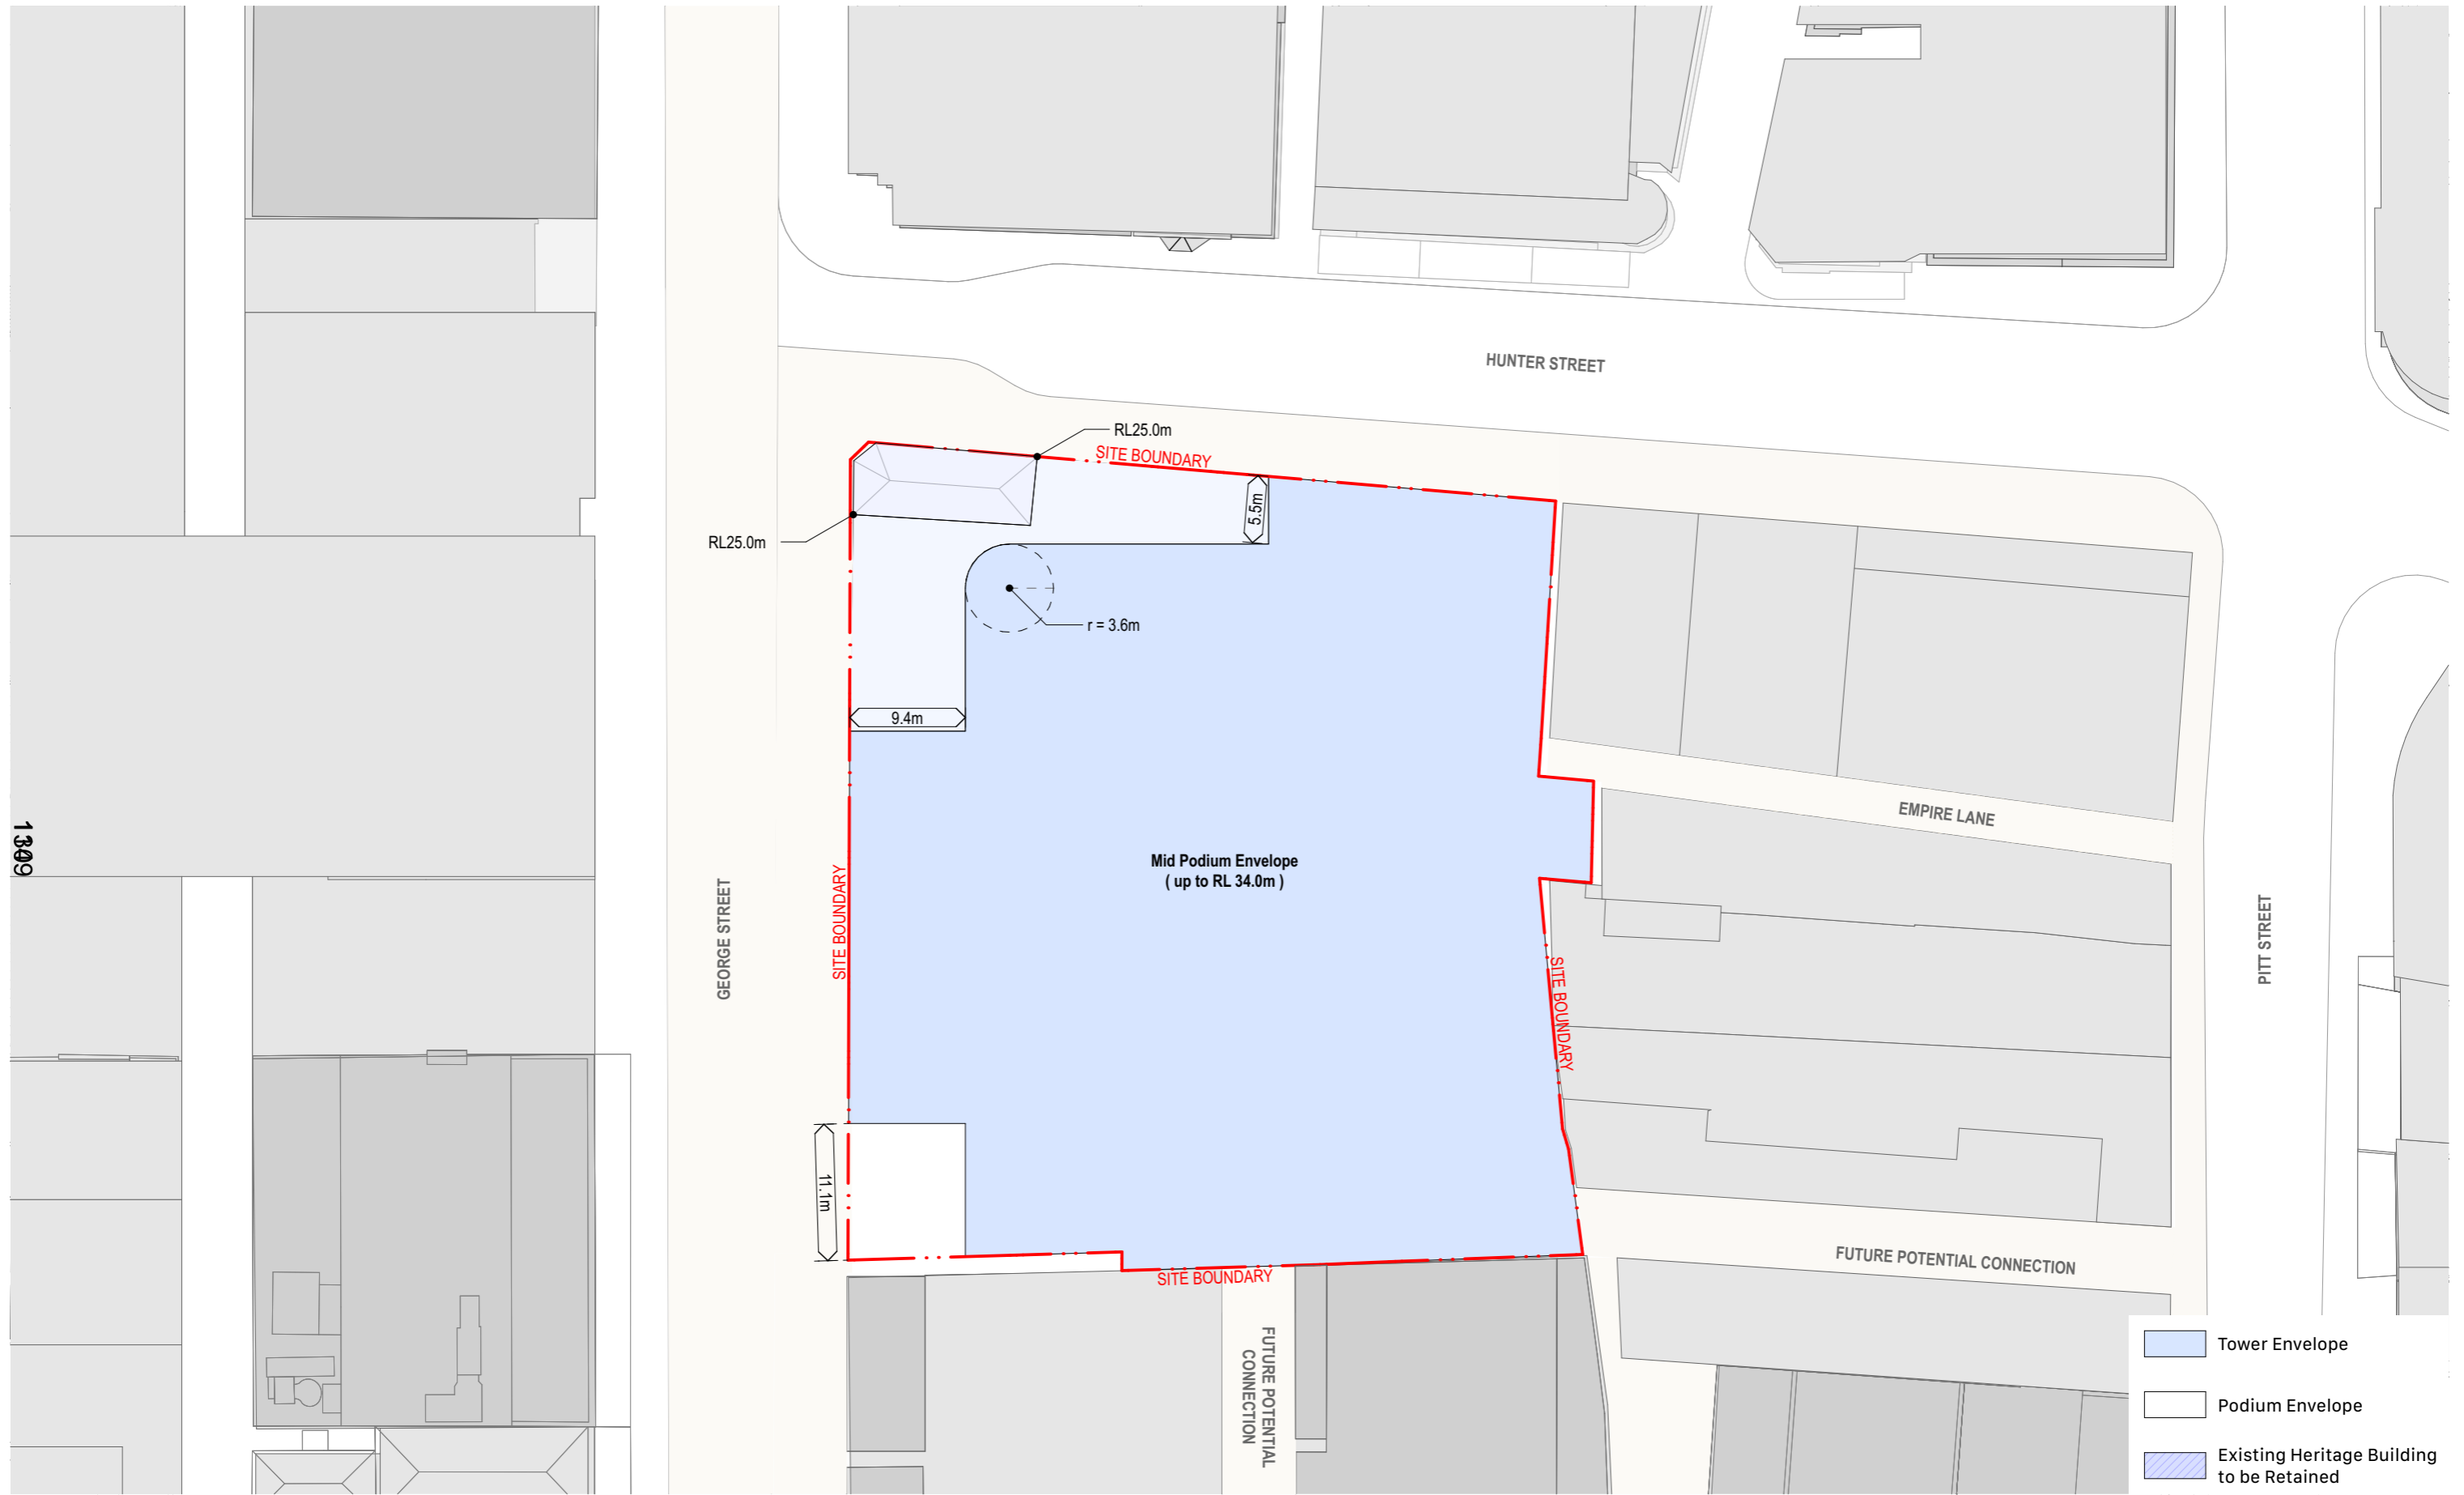 HUNTER STREET
RL25.0m
SITE BOUNDARY
5.5m
RL25.0m
r = 3.6m
9.4m
EMPIRE LANE
Mid Podium Envelope
( up to RL 34.0m )
SITE BOUNDARY
GEORGE STREET
PITT STREET
SITE BOUNDARY
11.1m
FUTURE POTENTIAL CONNECTION
SITE BOUNDARY
FUTURE POTENTIAL
CONNECTION
Tower Envelope
Podium Envelope
Existing Heritage Building
to be Retained